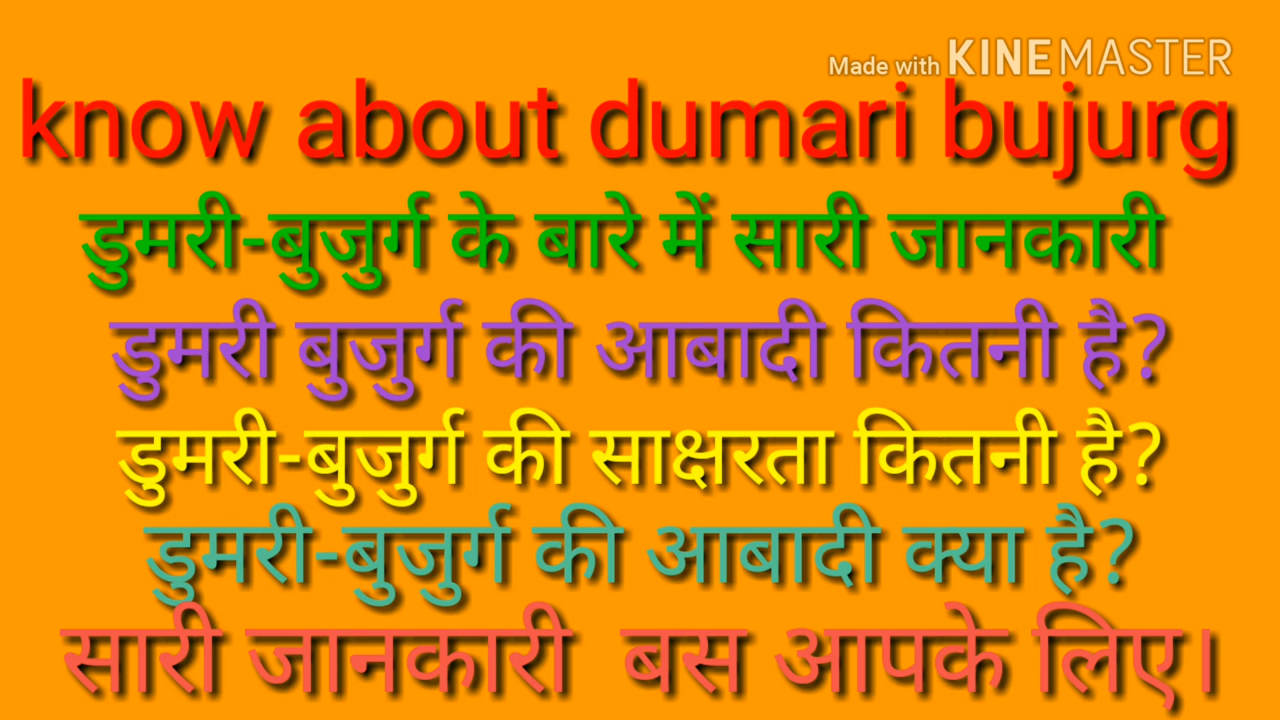 Made with KINEMASTER
know about dumari bujurg
डुमरी-बुजुर्ग के बारे में सारी जानकारी
डुमरी बुजुर्ग की आबादी कितनी है?
डुमरी-बुजुर्ग की साक्षरता कितनी है?
डुमरी-बुजुर्ग की आबादी क्या है?
सारी जानकारी बस आपके लिए।